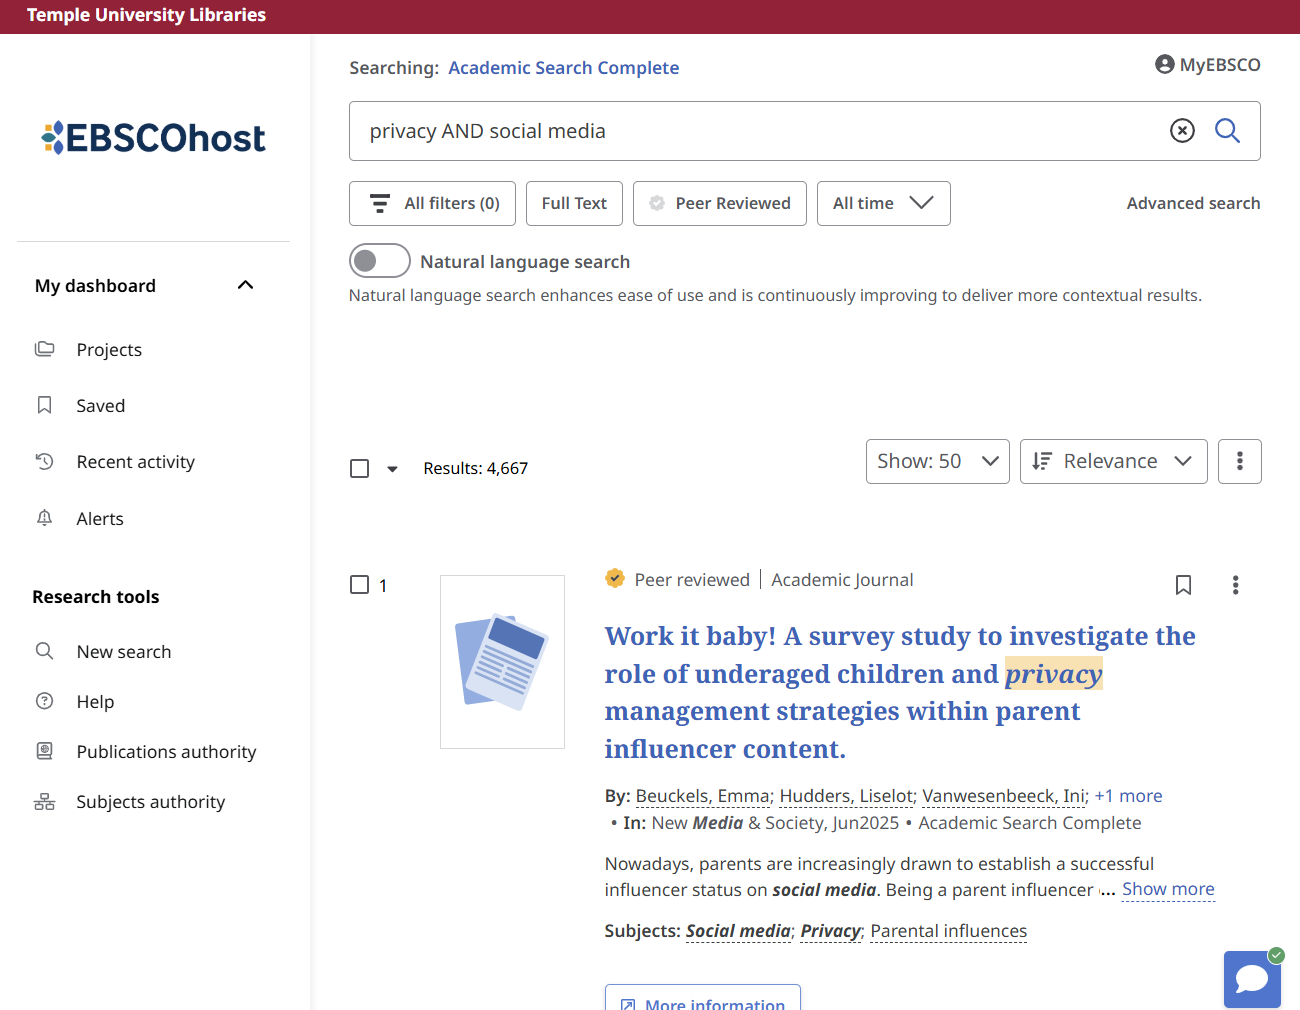 Temple University Libraries
EBSCOhost
My dashboard
Projects
Saved
Recent activity
Alerts
Research tools
New search
Help
Publications authority
Subjects authority
Searching: Academic Search Complete
MyEBSCO
privacy AND social media
All filters (0)
Full Text
Peer Reviewed
All time
Advanced search
Natural language search
Natural language search enhances ease of use and is continuously improving to deliver more contextual results.
Results: 4,667
Show: 50
Relevance
1
Peer reviewed | Academic Journal
Work it baby! A survey study to investigate the
role of underaged children and privacy
management strategies within parent
influencer content.
By: Beuckels, Emma; Hudders, Liselot; Vanwesenbeeck, Ini; +1 more
• In: New Media & Society, Jun2025 • Academic Search Complete
Nowadays, parents are increasingly drawn to establish a successful
influencer status on social media. Being a parent influencer ... Show more
Subjects: Social media; Privacy; Parental influences
More information